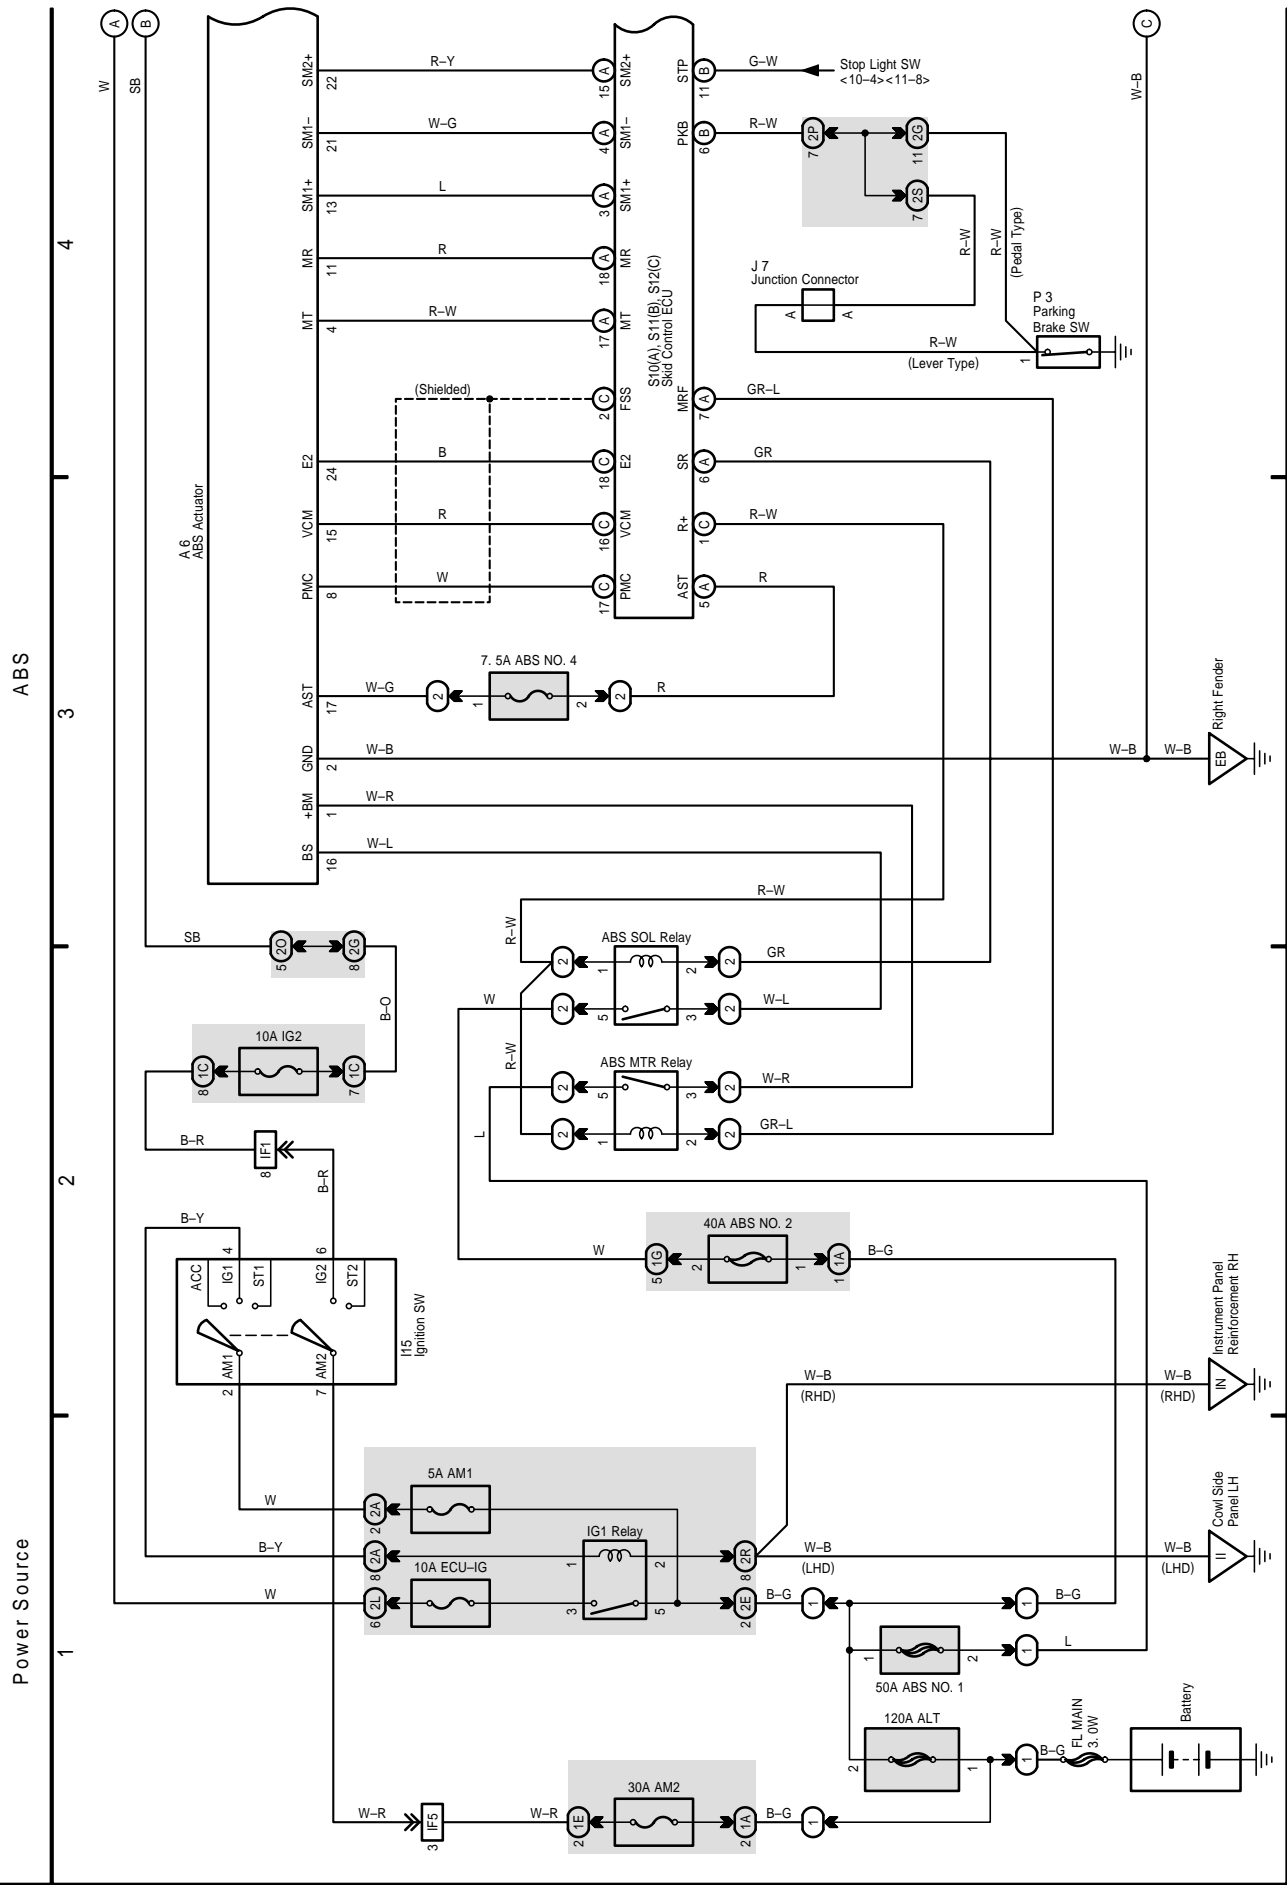 Power Source
ABS
1
2
3
4
A
W
B
SB
C
W–B
A 6
ABS Actuator
SM2+
22
R–Y
15
A
SM2+
SM1–
21
W–G
4
A
SM1–
SM1+
13
L
3
A
SM1+
MR
11
R
18
A
MR
MT
4
R–W
17
A
MT
(Shielded)
2
C
FSS
E2
24
B
18
C
E2
VCM
15
R
16
C
VCM
PMC
8
W
17
C
PMC
S10(A), S11(B), S12(C)
Skid Control ECU
STP
11
B
G–W
Stop Light SW
<10–4><11–8>
PKB
6
B
R–W
7
2P
11
2G
7
2S
R–W
R–W
(Pedal Type)
J 7
Junction Connector
A
A
R–W
(Lever Type)
P 3
Parking
Brake SW
1
MRF
7
A
GR–L
SR
6
A
GR
R+
1
C
R–W
AST
5
A
R
7. 5A ABS NO. 4
AST
17
W–G
2
1
2
2
R
GND
2
W–B
W–B
W–B
EB
Right Fender
+BM
1
W–R
BS
16
W–L
R–W
SB
5
2O
8
2G
B–O
R–W
ABS SOL Relay
2
1
2
2
GR
W
2
5
3
2
W–L
R–W
ABS MTR Relay
2
5
3
2
W–R
L
2
1
2
2
GR–L
10A IG2
8
1C
7
1C
B–R
8
IF1
B–R
B–Y
4
6
ACC
IG1
ST1
IG2
ST2
AM1
AM2
2
7
I15
Ignition SW
40A ABS NO. 2
W
5
1G
2
1
1
1A
B–G
W–B
(RHD)
W–B
(RHD)
IN
Instrument Panel
Reinforcement RH
5A AM1
W
2
2A
B–Y
8
2A
IG1 Relay
1
2
8
2R
W–B
(LHD)
W–B
(LHD)
II
Cowl Side
Panel LH
10A ECU–IG
W
6
2L
3
5
2
2E
B–G
1
1
B–G
1
2
1
L
50A ABS NO. 1
120A ALT
2
1
1
B–G
FL MAIN
3. 0W
Battery
30A AM2
W–R
3
IF5
W–R
2
1E
2
1A
B–G
1